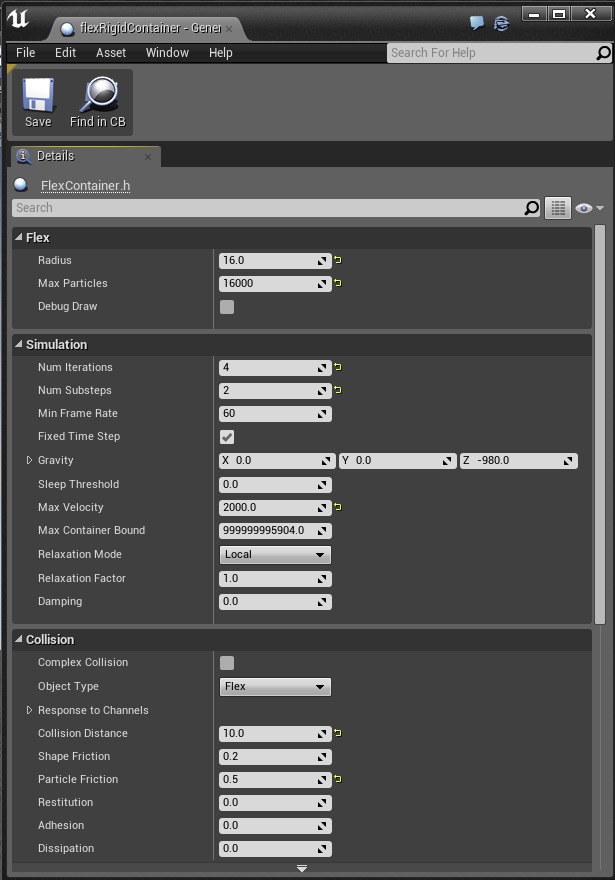 flexRigidContainer - Gener
File Edit Asset Window Help Search For Help
Save Find in CB
Details
FlexContainer.h
Search
Flex
Radius 16.0
Max Particles 16000
Debug Draw
Simulation
Num Iterations 4
Num Substeps 2
Min Frame Rate 60
Fixed Time Step
Gravity X 0.0 Y 0.0 Z -980.0
Sleep Threshold 0.0
Max Velocity 2000.0
Max Container Bound 999999995904.0
Relaxation Mode Local
Relaxation Factor 1.0
Damping 0.0
Collision
Complex Collision
Object Type Flex
Response to Channels
Collision Distance 10.0
Shape Friction 0.2
Particle Friction 0.5
Restitution 0.0
Adhesion 0.0
Dissipation 0.0